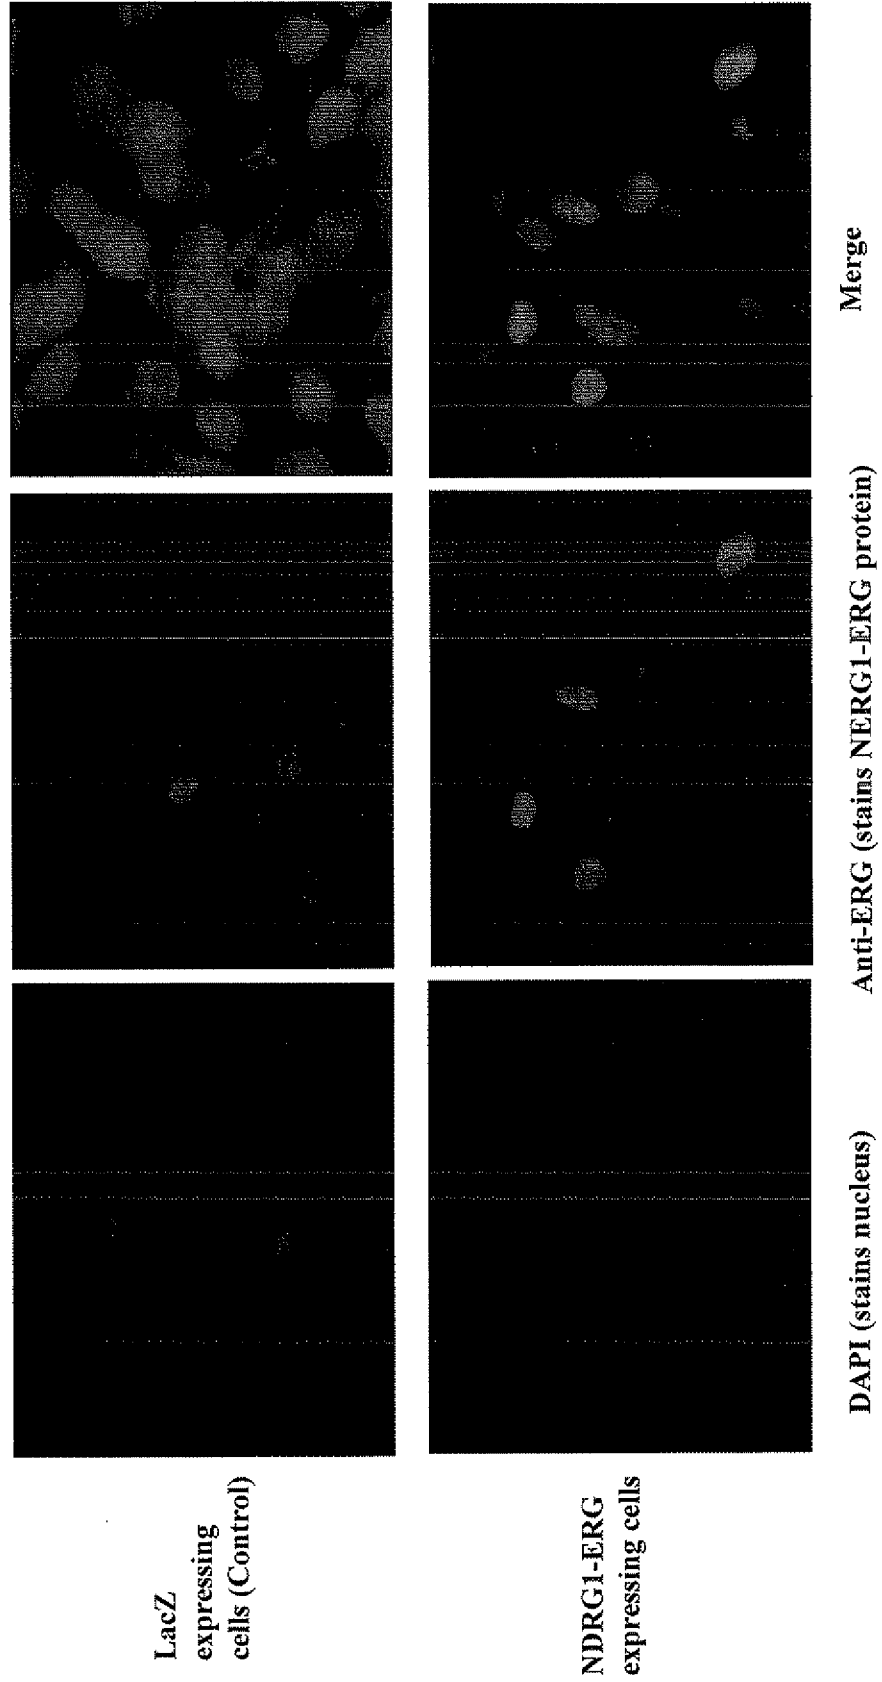 LacZ
expressing
cells (Control)
NDRG1-ERG
expressing cells
DAPI (stains nucleus)
Anti-ERG (stains NERG1-ERG protein)
Merge